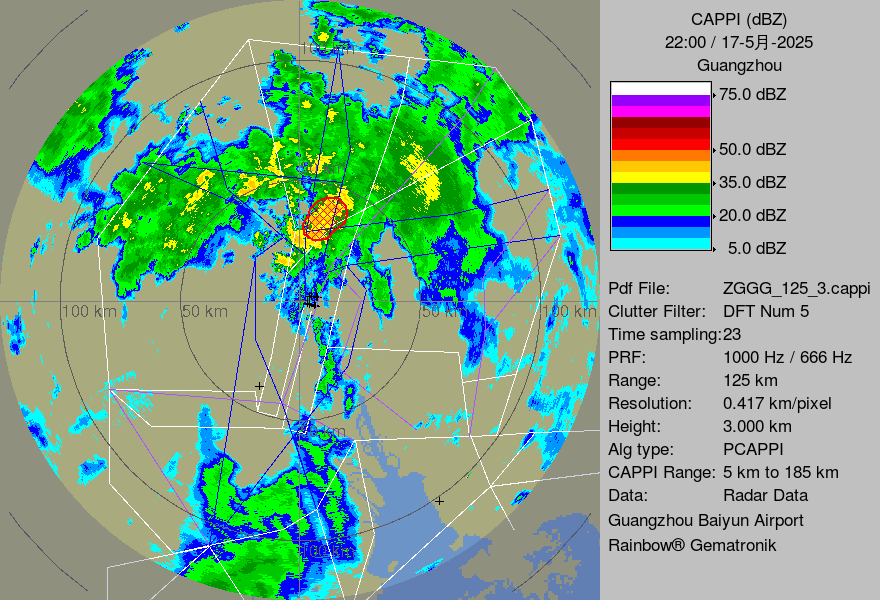 CAPPI (dBZ)
22:00 / 17-5月-2025
Guangzhou
75.0 dBZ
50.0 dBZ
35.0 dBZ
20.0 dBZ
5.0 dBZ
Pdf File: ZGGG_125_3.cappi
Clutter Filter: DFT Num 5
Time sampling:23
PRF: 1000 Hz / 666 Hz
Range: 125 km
Resolution: 0.417 km/pixel
Height: 3.000 km
Alg type: PCAPPI
CAPPI Range: 5 km to 185 km
Data: Radar Data
Guangzhou Baiyun Airport
Rainbow® Gematronik
100 km 50 km 50 km 100 km
100 km